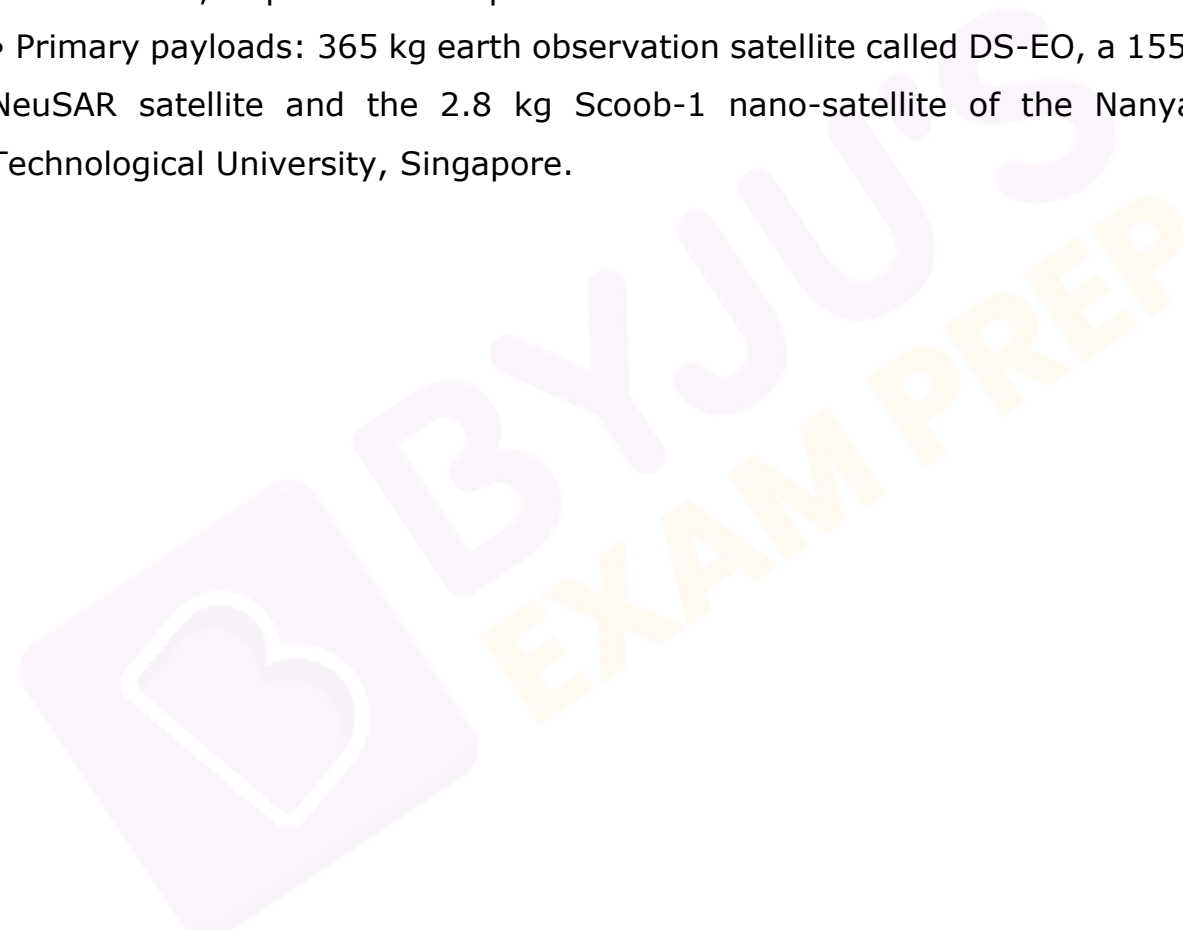 • Primary payloads: 365 kg earth observation satellite called DS-EO, a 155
NeuSAR satellite and the 2.8 kg Scoob-1 nano-satellite of the Nanya
Technological University, Singapore.
BYJU'S
EXAM PREP